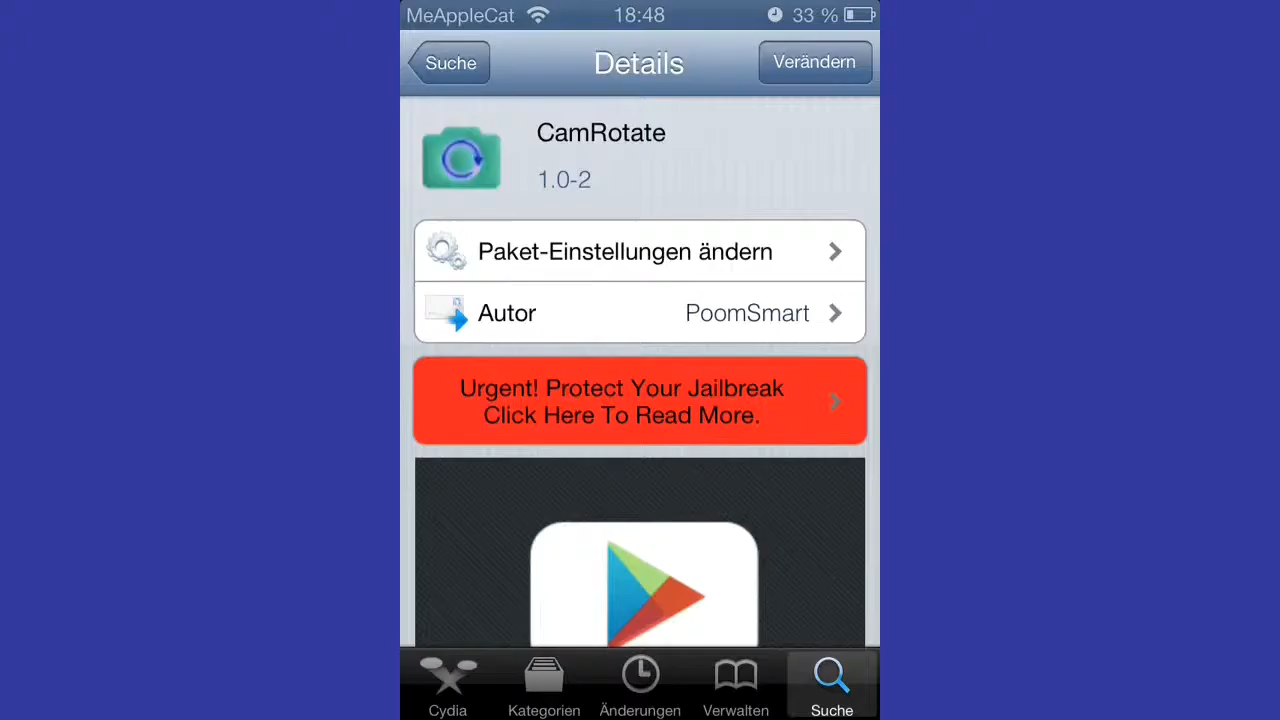 MeAppleCat 18:48 33 %
Suche Details Verändern
CamRotate
1.0-2
Paket-Einstellungen ändern
Autor PoomSmart
Urgent! Protect Your Jailbreak
Click Here To Read More.
Cydia Kategorien Änderungen Verwalten Suche